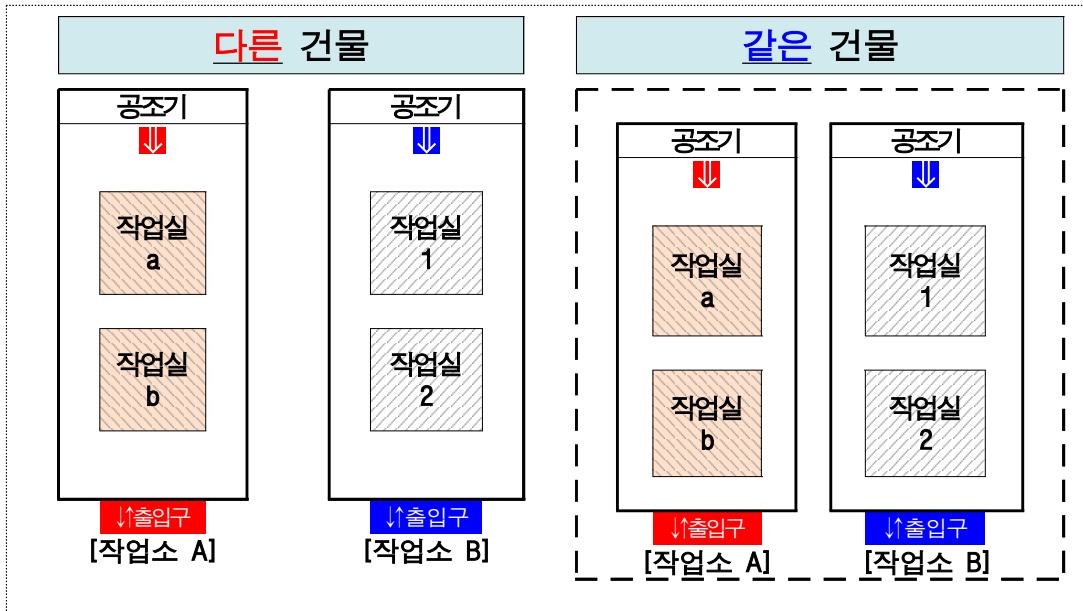 다른 건물
공조기
⇓
작업실
a
작업실
b
↓↑출입구
[작업소 A]
공조기
⇓
작업실
1
작업실
2
↓↑출입구
[작업소 B]
같은 건물
공조기
⇓
작업실
a
작업실
b
↓↑출입구
[작업소 A]
공조기
⇓
작업실
1
작업실
2
↓↑출입구
[작업소 B]